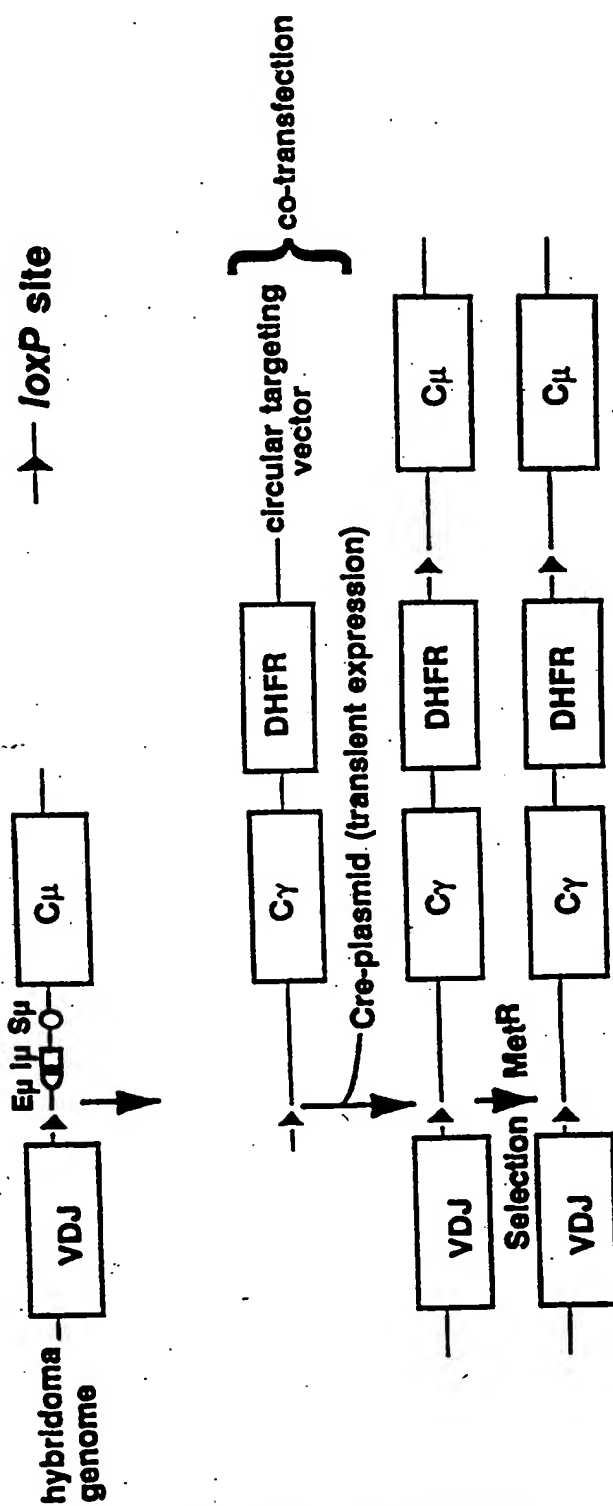 loxP site
hybridoma
genome
VDJ
Eμ Iμ Sμ
Cμ
Cγ
DHFR
circular targeting
vector
co-transfection
Cre-plasmid (transient expression)
VDJ
Cγ
DHFR
Cμ
Selection MetR
VDJ
Cγ
DHFR
Cμ